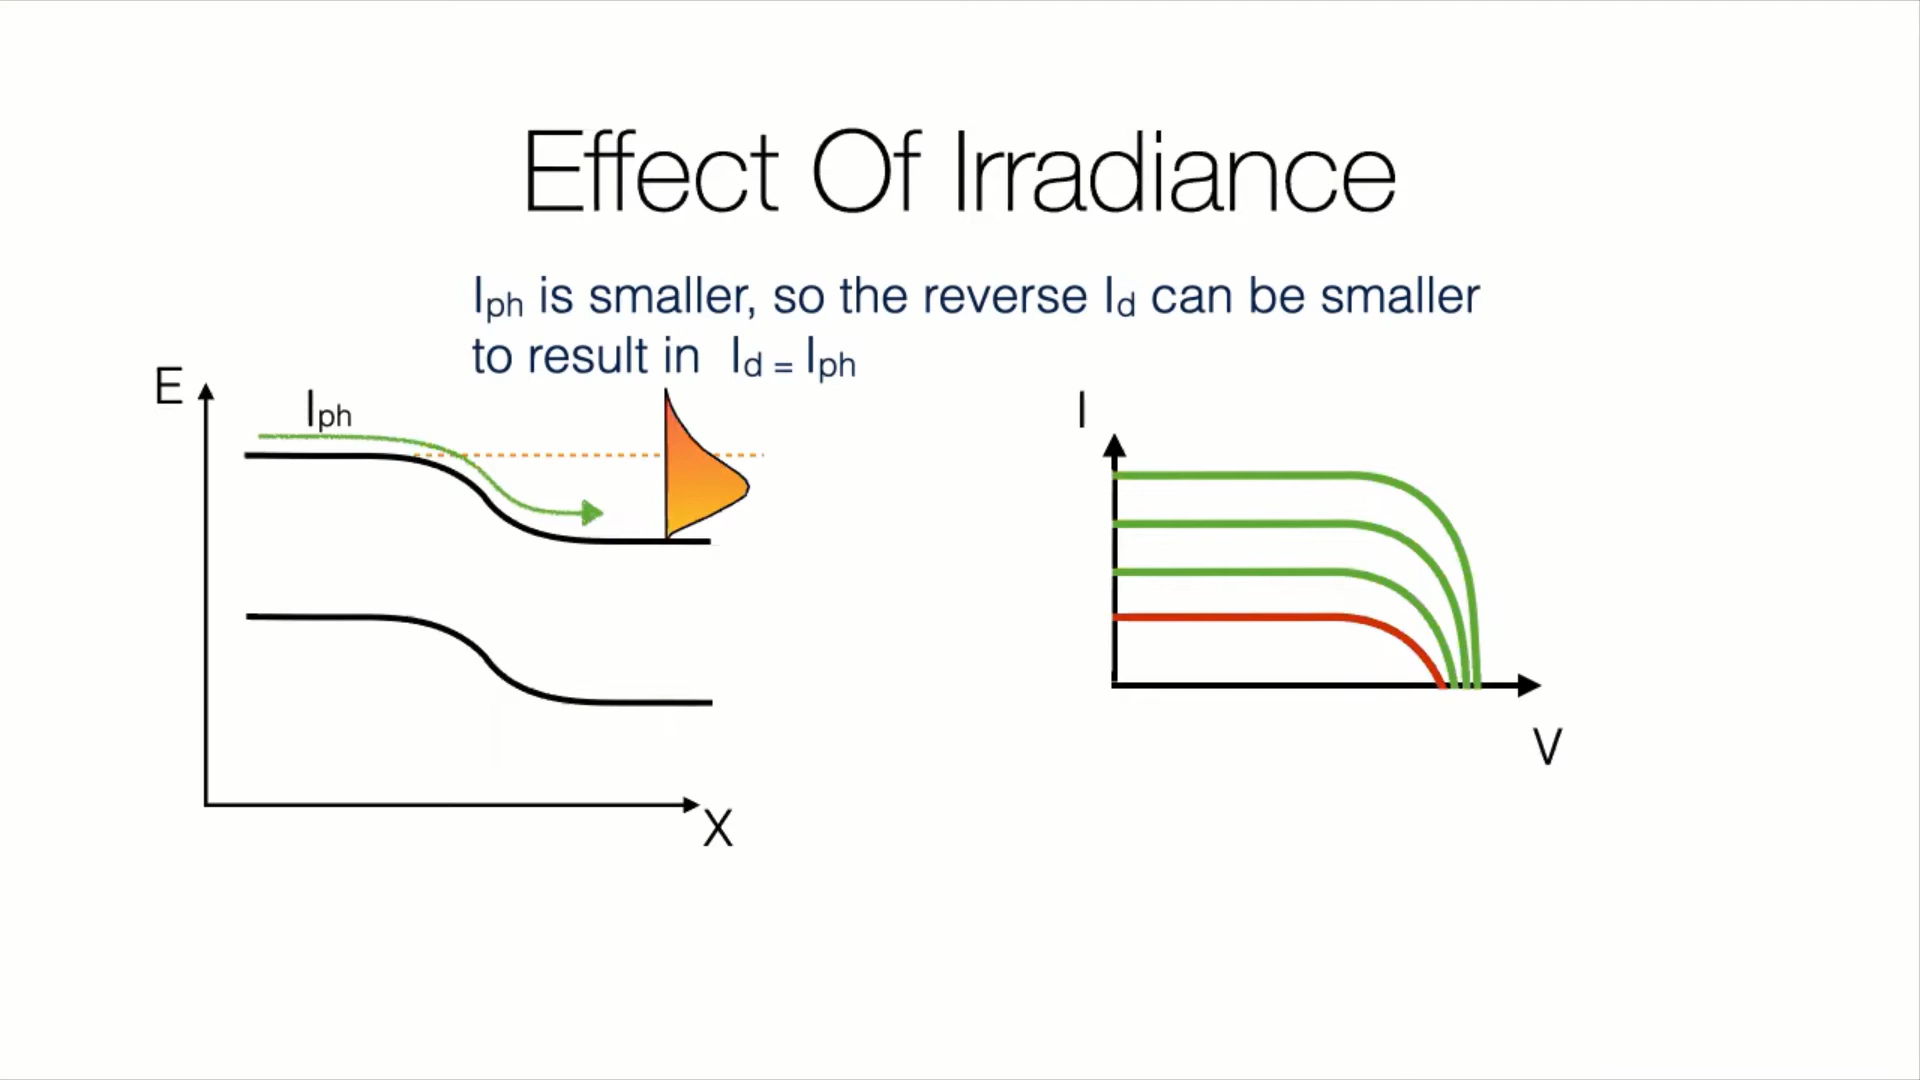 Effect Of Irradiance
Iph is smaller, so the reverse Id can be smaller
to result in Id = Iph
E
Iph
X
I
V